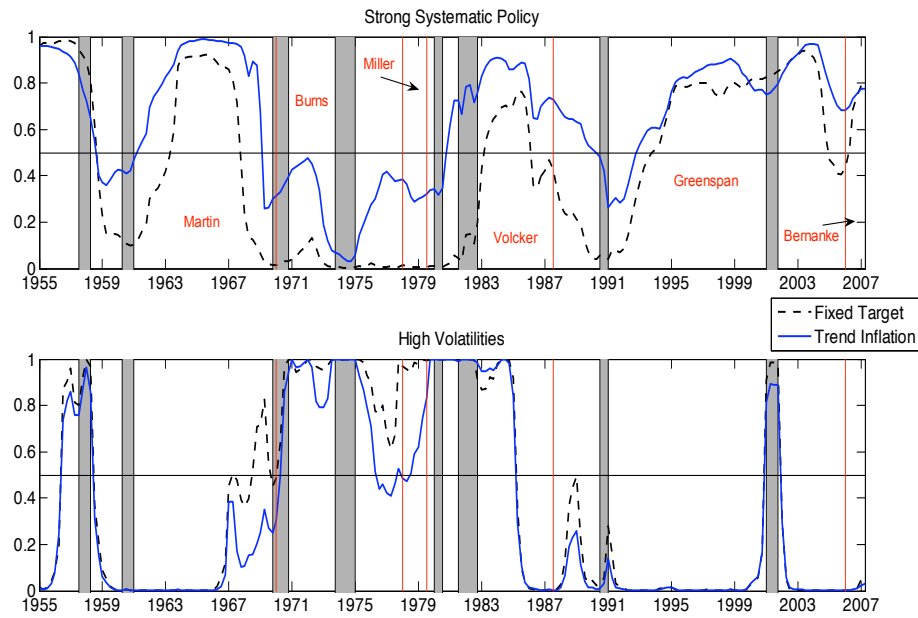 Strong Systematic Policy
1
0.8
0.6
0.4
0.2
0
Miller
Burns
Martin
Volcker
Greenspan
Bernanke
1955 1959 1963 1967 1971 1975 1979 1983 1987 1991 1995 1999 2003 2007
Fixed Target
Trend Inflation
High Volatilities
1
0.8
0.6
0.4
0.2
0
1955 1959 1963 1967 1971 1975 1979 1983 1987 1991 1995 1999 2003 2007